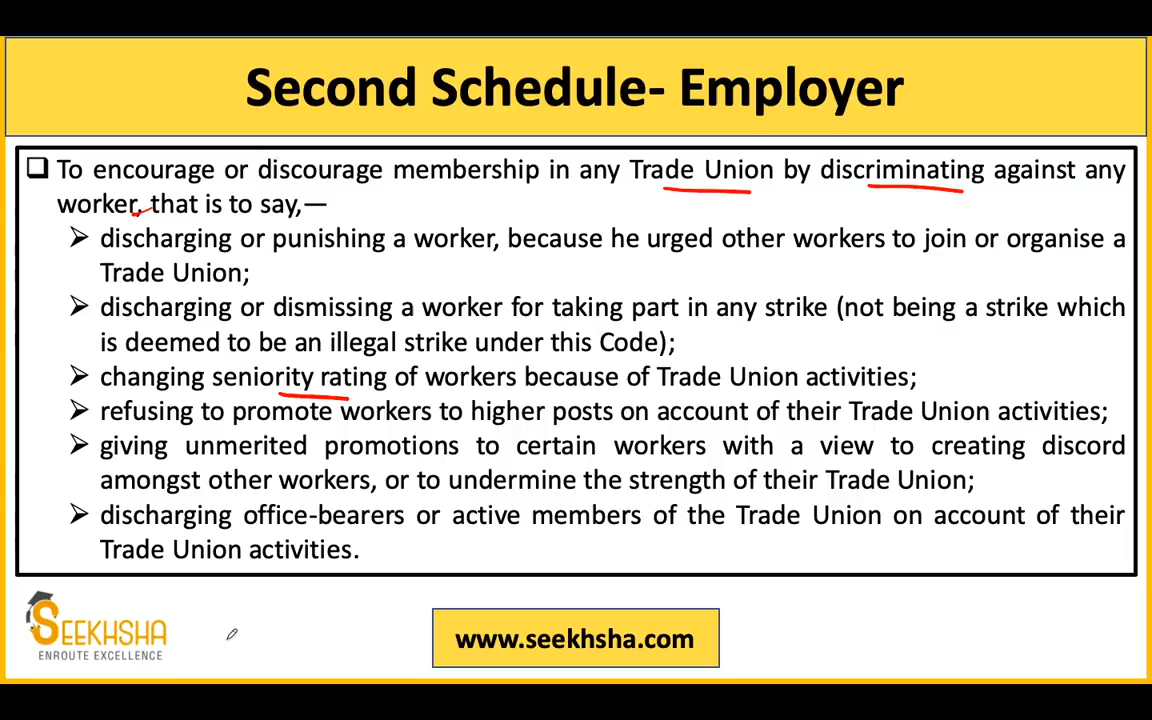 Second Schedule- Employer
To encourage or discourage membership in any Trade Union by discriminating against any
worker, that is to say,—
discharging or punishing a worker, because he urged other workers to join or organise a
Trade Union;
discharging or dismissing a worker for taking part in any strike (not being a strike which
is deemed to be an illegal strike under this Code);
changing seniority rating of workers because of Trade Union activities;
refusing to promote workers to higher posts on account of their Trade Union activities;
giving unmerited promotions to certain workers with a view to creating discord
amongst other workers, or to undermine the strength of their Trade Union;
discharging office-bearers or active members of the Trade Union on account of their
Trade Union activities.
SEEKHSHA
ENROUTE EXCELLENCE
www.seekhsha.com